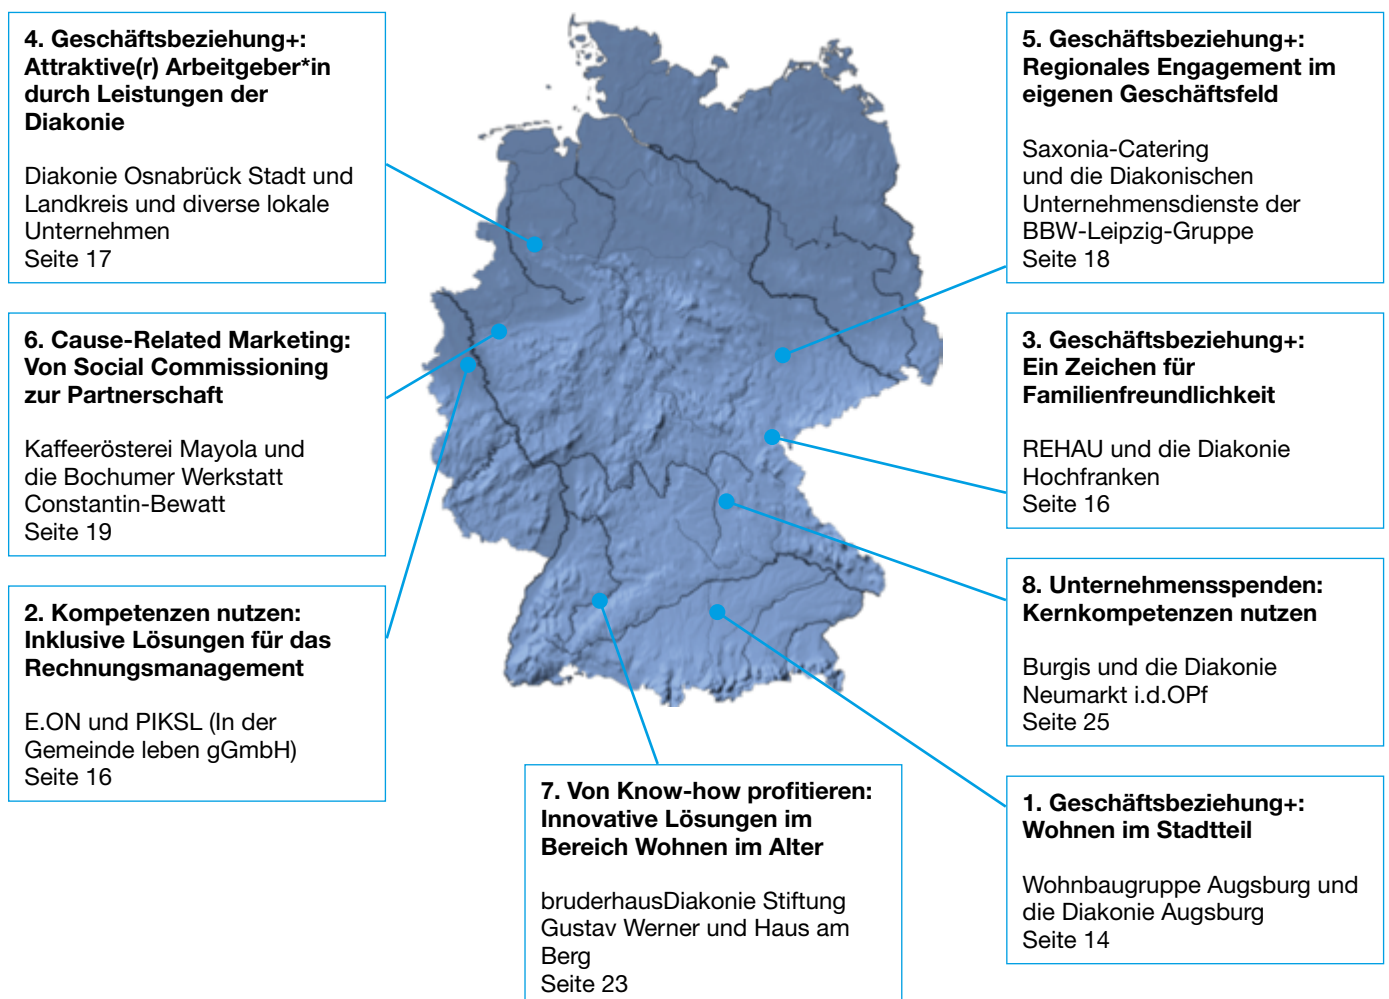 4. Geschäftsbeziehung+:
Attraktive(r) Arbeitgeber*in
durch Leistungen der
Diakonie
Diakonie Osnabrück Stadt und
Landkreis und diverse lokale
Unternehmen
Seite 17
6. Cause-Related Marketing:
Von Social Commissioning
zur Partnerschaft
Kaffeerösterei Mayola und
die Bochumer Werkstatt
Constantin-Bewatt
Seite 19
2. Kompetenzen nutzen:
Inklusive Lösungen für das
Rechnungsmanagement
E.ON und PIKSL (In der
Gemeinde leben gGmbH)
Seite 16
7. Von Know-how profitieren:
Innovative Lösungen im
Bereich Wohnen im Alter
bruderhausDiakonie Stiftung
Gustav Werner und Haus am
Berg
Seite 23
5. Geschäftsbeziehung+:
Regionales Engagement im
eigenen Geschäftsfeld
Saxonia-Catering
und die Diakonischen
Unternehmensdienste der
BBW-Leipzig-Gruppe
Seite 18
3. Geschäftsbeziehung+:
Ein Zeichen für
Familienfreundlichkeit
REHAU und die Diakonie
Hochfranken
Seite 16
8. Unternehmensspenden:
Kernkompetenzen nutzen
Burgis und die Diakonie
Neumarkt i.d.OPf
Seite 25
1. Geschäftsbeziehung+:
Wohnen im Stadtteil
Wohnbaugruppe Augsburg und
die Diakonie Augsburg
Seite 14